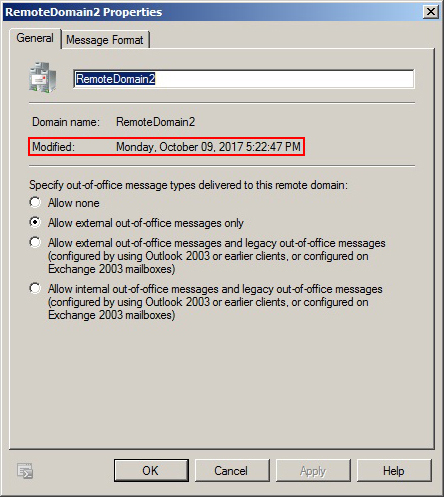 RemoteDomain2 Properties
General
Message Format
RemoteDomain2
Domain name: RemoteDomain2
Modified: Monday, October 09, 2017 5:22:47 PM
Specify out-of-office message types delivered to this remote domain:
Allow none
Allow external out-of-office messages only
Allow external out-of-office messages and legacy out-of-office messages
(configured by using Outlook 2003 or earlier clients, or configured on
Exchange 2003 mailboxes)
Allow internal out-of-office messages and legacy out-of-office messages
(configured by using Outlook 2003 or earlier clients, or configured on
Exchange 2003 mailboxes)
OK
Cancel
Apply
Help